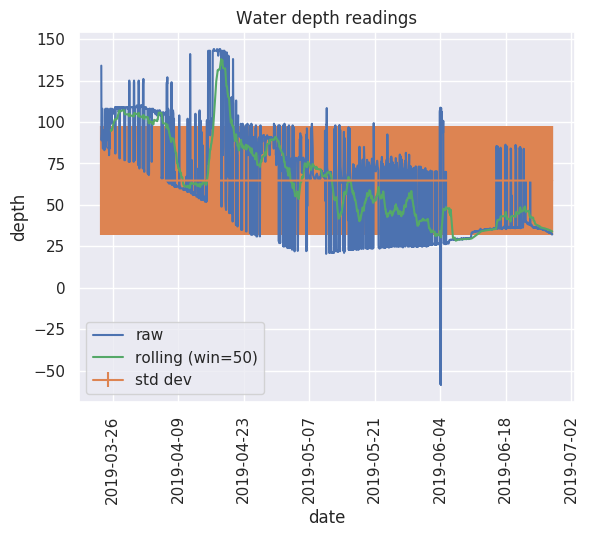 Water depth readings
150
125
100
75
50
25
0
−25
−50
depth
raw
rolling (win=50)
std dev
2019-03-26
2019-04-09
2019-04-23
2019-05-07
2019-05-21
2019-06-04
2019-06-18
2019-07-02
date